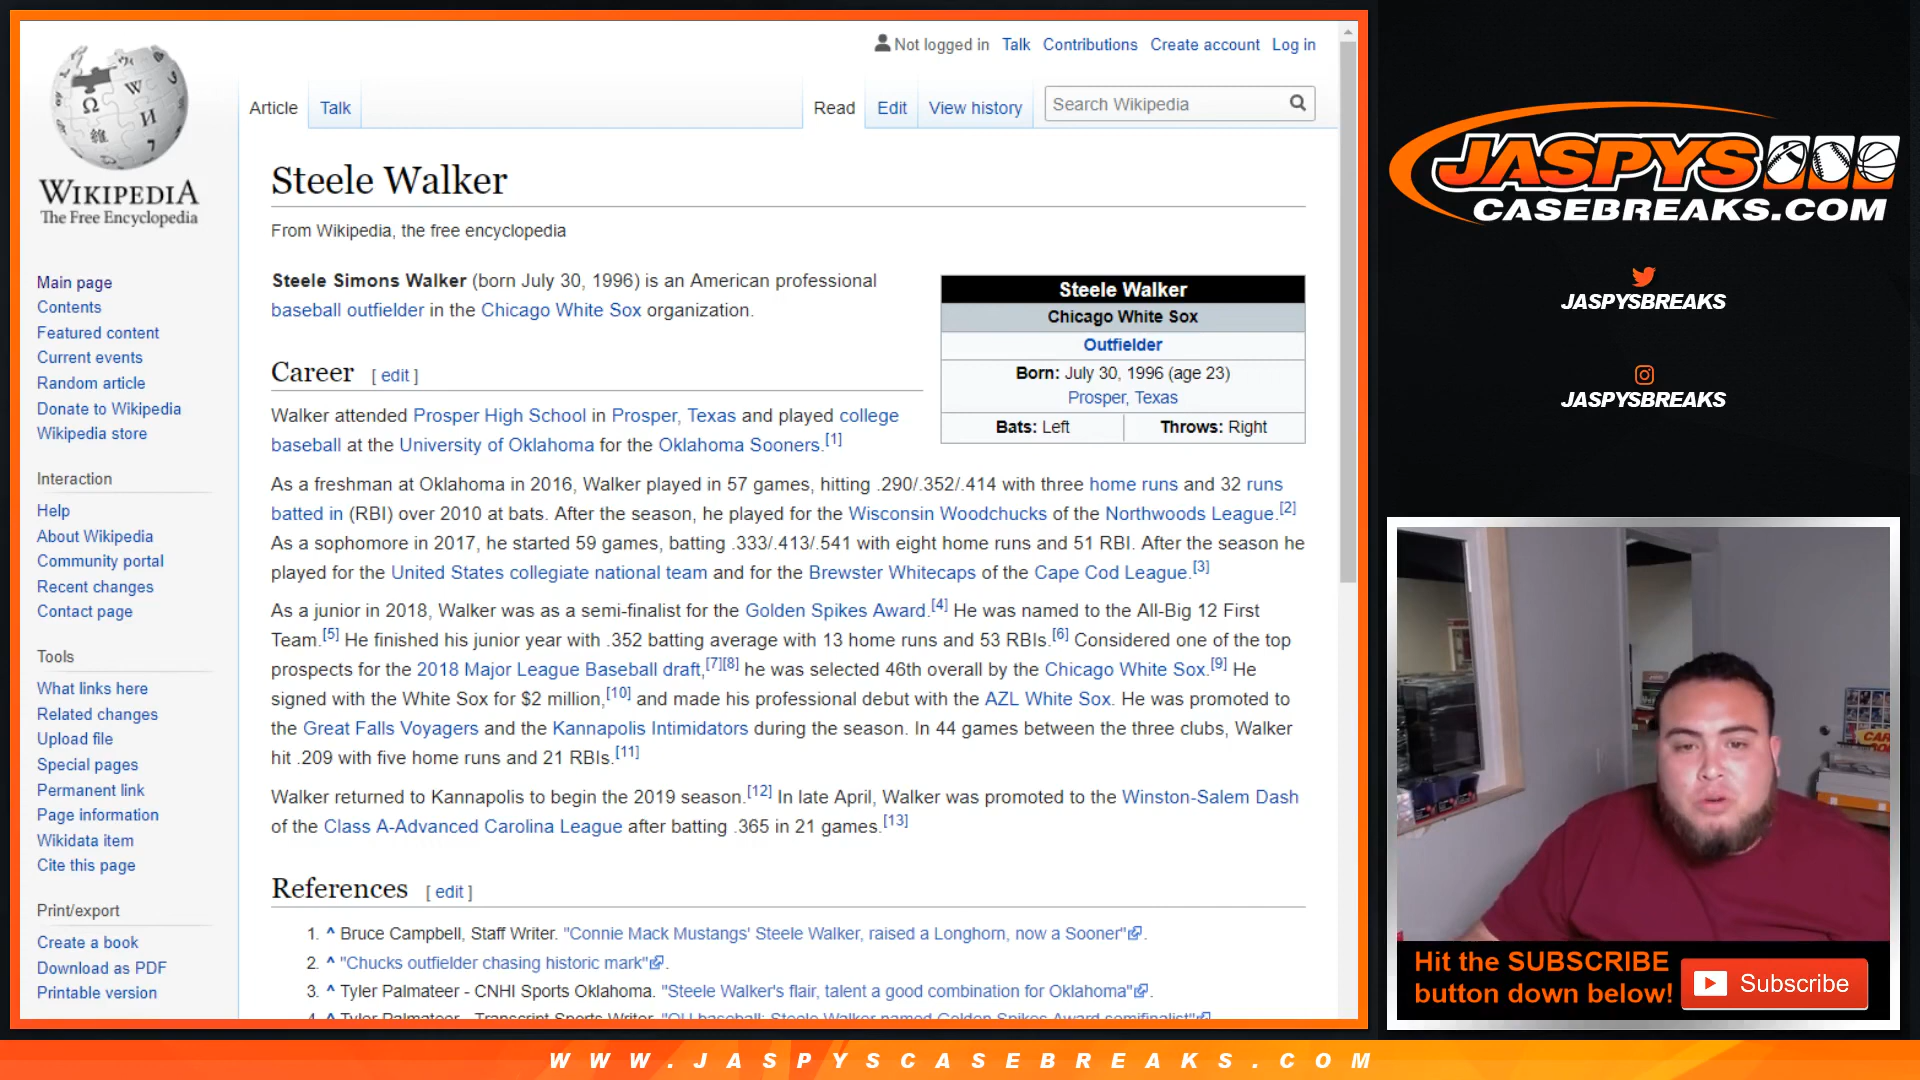 Not logged in Talk Contributions Create account Log in
Article Talk Read Edit View history Search Wikipedia
WIKIPEDIA
The Free Encyclopedia
Main page
Contents
Featured content
Current events
Random article
Donate to Wikipedia
Wikipedia store
Interaction
Help
About Wikipedia
Community portal
Recent changes
Contact page
Tools
What links here
Related changes
Upload file
Special pages
Permanent link
Page information
Wikidata item
Cite this page
Print/export
Create a book
Download as PDF
Printable version
Steele Walker
From Wikipedia, the free encyclopedia
Steele Simons Walker (born July 30, 1996) is an American professional
baseball outfielder in the Chicago White Sox organization.
Steele Walker
Chicago White Sox
Outfielder
Born: July 30, 1996 (age 23)
Prosper, Texas
Bats: Left Throws: Right
Career [ edit ]
Walker attended Prosper High School in Prosper, Texas and played college
baseball at the University of Oklahoma for the Oklahoma Sooners.[1]
As a freshman at Oklahoma in 2016, Walker played in 57 games, hitting .290/.352/.414 with three home runs and 32 runs
batted in (RBI) over 2010 at bats. After the season, he played for the Wisconsin Woodchucks of the Northwoods League.[2]
As a sophomore in 2017, he started 59 games, batting .333/.413/.541 with eight home runs and 51 RBI. After the season he
played for the United States collegiate national team and for the Brewster Whitecaps of the Cape Cod League.[3]
As a junior in 2018, Walker was as a semi-finalist for the Golden Spikes Award.[4] He was named to the All-Big 12 First
Team.[5] He finished his junior year with .352 batting average with 13 home runs and 53 RBIs.[6] Considered one of the top
prospects for the 2018 Major League Baseball draft,[7][8] he was selected 46th overall by the Chicago White Sox.[9] He
signed with the White Sox for $2 million,[10] and made his professional debut with the AZL White Sox. He was promoted to
the Great Falls Voyagers and the Kannapolis Intimidators during the season. In 44 games between the three clubs, Walker
hit .209 with five home runs and 21 RBIs.[11]
Walker returned to Kannapolis to begin the 2019 season.[12] In late April, Walker was promoted to the Winston-Salem Dash
of the Class A-Advanced Carolina League after batting .365 in 21 games.[13]
References [ edit ]
1. ^ Bruce Campbell, Staff Writer. "Connie Mack Mustangs' Steele Walker, raised a Longhorn, now a Sooner".
2. ^ "Chucks outfielder chasing historic mark".
3. ^ Tyler Palmateer - CNHI Sports Oklahoma. "Steele Walker's flair, talent a good combination for Oklahoma".
4. ^ Tyler Palmateer - Transcript Sports Writer. "OU baseball: Steele Walker named Golden Spikes Award semifinalist"
JASPYS
CASEBREAKS.COM
JASPYSBREAKS
JASPYSBREAKS
Hit the SUBSCRIBE
button down below!
Subscribe
WWW.JASPYSCASEBREAKS.COM